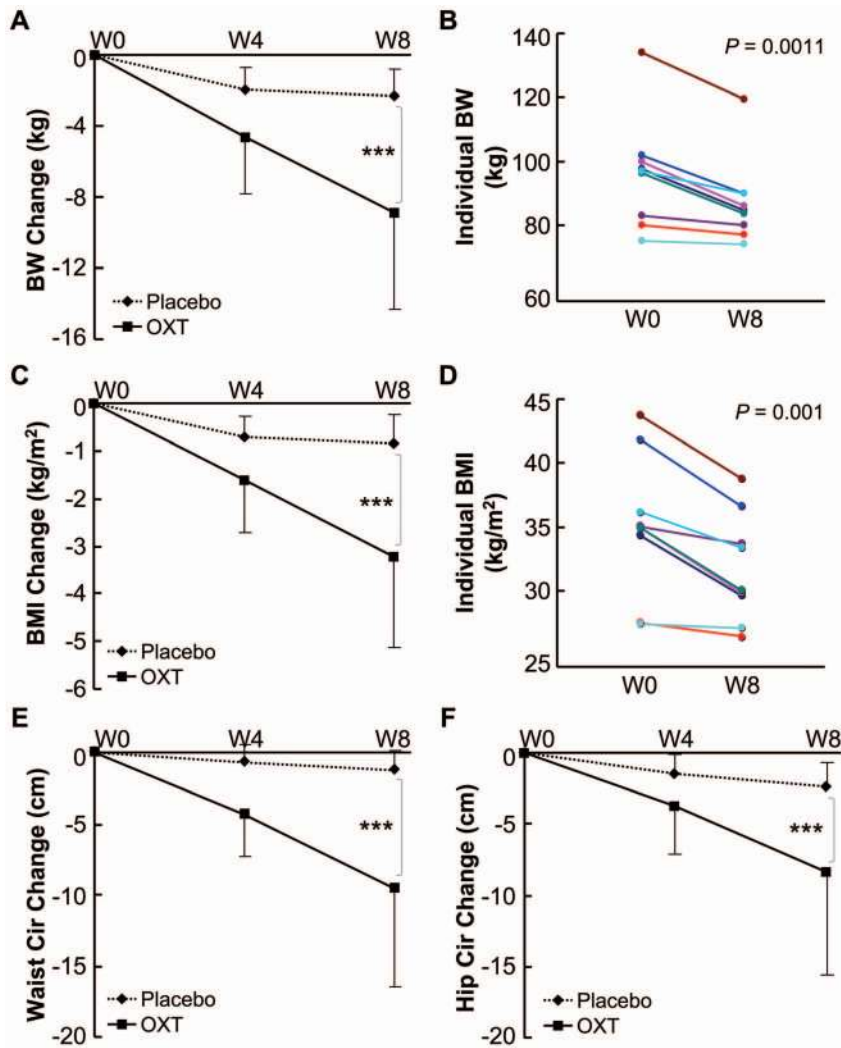 A
W0 W4 W8
0
-4
-8
-12
-16
BW Change (kg)
***
Placebo
OXT
B
140
120
100
80
60
Individual BW
(kg)
P = 0.0011
W0 W8
C
W0 W4 W8
0
-1
-2
-3
-4
-5
-6
BMI Change (kg/m²)
***
Placebo
OXT
D
45
40
35
30
25
Individual BMI
(kg/m²)
P = 0.001
W0 W8
E
W0 W4 W8
0
-5
-10
-15
-20
Waist Cir Change (cm)
***
Placebo
OXT
F
W0 W4 W8
0
-5
-10
-15
-20
Hip Cir Change (cm)
***
Placebo
OXT